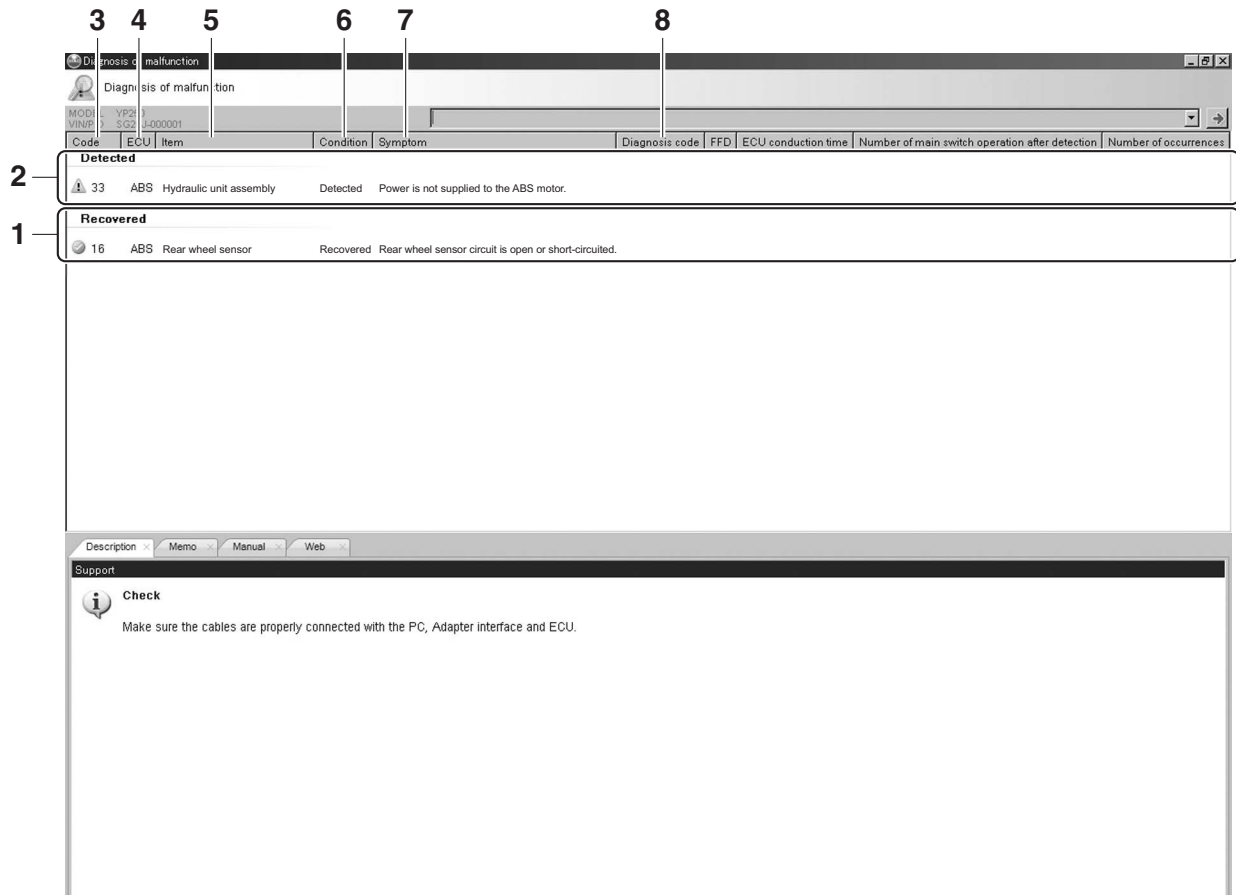 3 4 5 6 7 8
Diagnosis of malfunction
Diagnosis of malfunction
MODEL YP250
VIN/PID
Code ECU Item Condition Symptom Diagnosis code FFD ECU conduction time Number of main switch operation after detection Number of occurrences
Detected
2
33 ABS Hydraulic unit assembly Detected Power is not supplied to the ABS motor.
Recovered
1
16 ABS Rear wheel sensor Recovered Rear wheel sensor circuit is open or short-circuited.
Description Memo Manual Web
Support
Check
Make sure the cables are properly connected with the PC, Adapter interface and ECU.